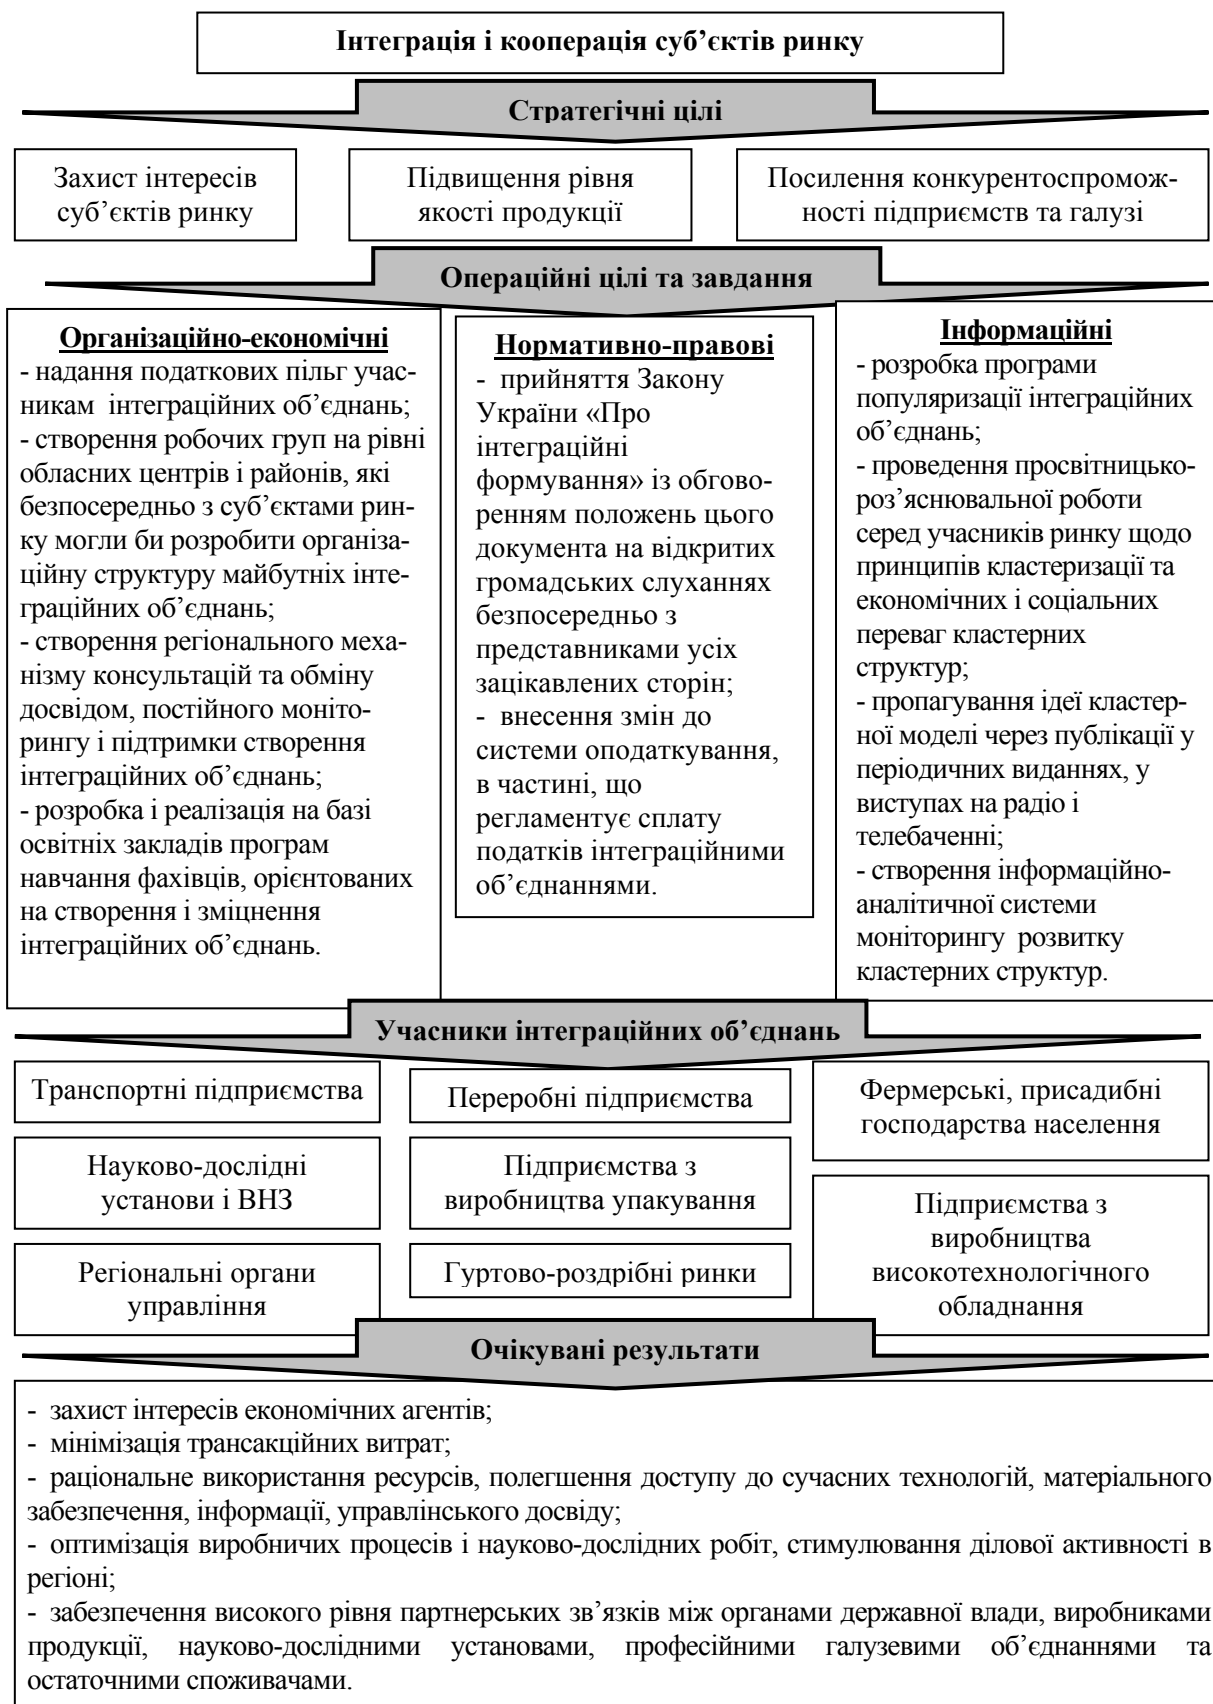 Інтеграція і кооперація суб’єктів ринку
Стратегічні цілі
Захист інтересів
суб’єктів ринку
Підвищення рівня
якості продукції
Посилення конкурентоспромож-
ності підприємств та галузі
Операційні цілі та завдання
Організаційно-економічні
- надання податкових пільг учас-
никам інтеграційних об’єднань;
- створення робочих груп на рівні
обласних центрів і районів, які
безпосередньо з суб’єктами рин-
ку могли би розробити організа-
ційну структуру майбутніх інте-
граційних об’єднань;
- створення регіонального меха-
нізму консультацій та обміну
досвідом, постійного моніто-
рингу і підтримки створення
інтеграційних об’єднань;
- розробка і реалізація на базі
освітніх закладів програм
навчання фахівців, орієнтованих
на створення і зміцнення
інтеграційних об’єднань.
Нормативно-правові
- прийняття Закону
України «Про
інтеграційні
формування» із обгово-
ренням положень цього
документа на відкритих
громадських слуханнях
безпосередньо з
представниками усіх
зацікавлених сторін;
- внесення змін до
системи оподаткування,
в частині, що
регламентує сплату
податків інтеграційними
об’єднаннями.
Інформаційні
- розробка програми
популяризації інтеграційних
об’єднань;
- проведення просвітницько-
роз’яснювальної роботи
серед учасників ринку щодо
принципів кластеризації та
економічних і соціальних
переваг кластерних
структур;
- пропагування ідеї кластер-
ної моделі через публікації у
періодичних виданнях, у
виступах на радіо і
телебаченні;
- створення інформаційно-
аналітичної системи
моніторингу розвитку
кластерних структур.
Учасники інтеграційних об’єднань
Транспортні підприємства
Переробні підприємства
Фермерські, присадибні
господарства населення
Науково-дослідні
установи і ВНЗ
Підприємства з
виробництва упакування
Підприємства з
виробництва
високотехнологічного
обладнання
Регіональні органи
управління
Гуртово-роздрібні ринки
Очікувані результати
- захист інтересів економічних агентів;
- мінімізація трансакційних витрат;
- раціональне використання ресурсів, полегшення доступу до сучасних технологій, матеріального
забезпечення, інформації, управлінського досвіду;
- оптимізація виробничих процесів і науково-дослідних робіт, стимулювання ділової активності в
регіоні;
- забезпечення високого рівня партнерських зв’язків між органами державної влади, виробниками
продукції, науково-дослідними установами, професійними галузевими об’єднаннями та
остаточними споживачами.